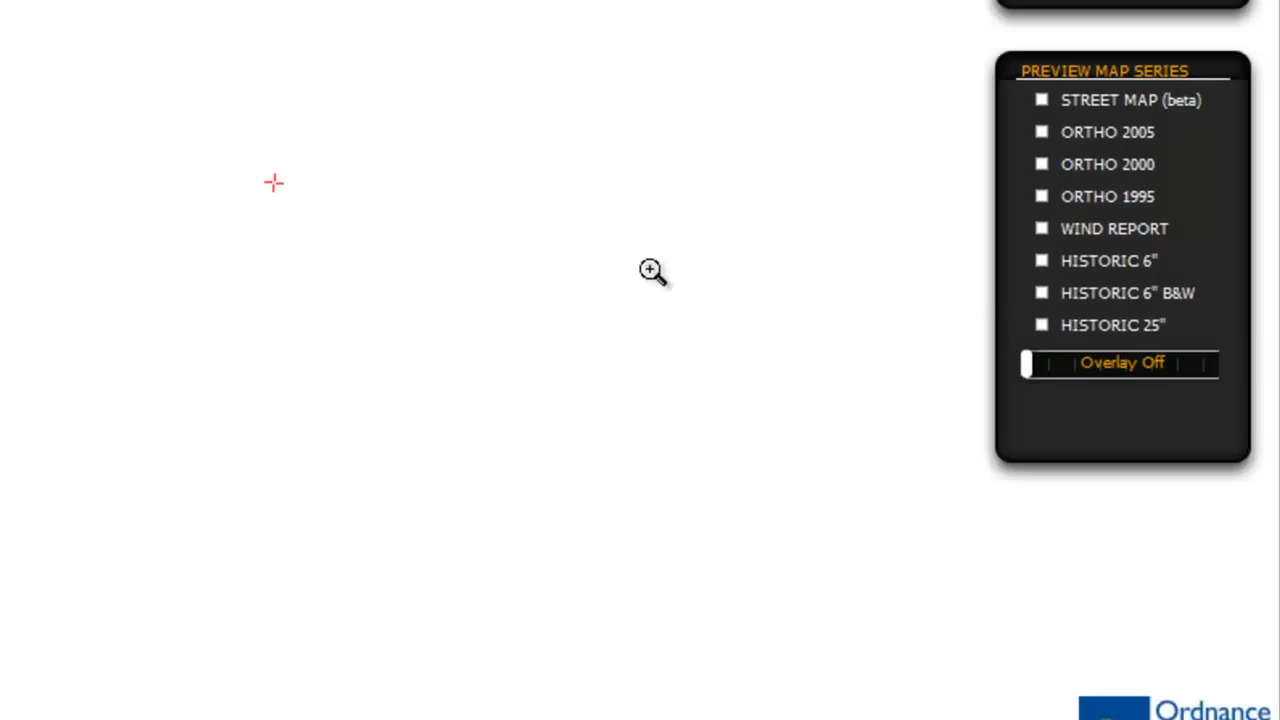 PREVIEW MAP SERIES
STREET MAP (beta)
ORTHO 2005
ORTHO 2000
ORTHO 1995
WIND REPORT
HISTORIC 6"
HISTORIC 6" B&W
HISTORIC 25"
Overlay Off
Ordnance